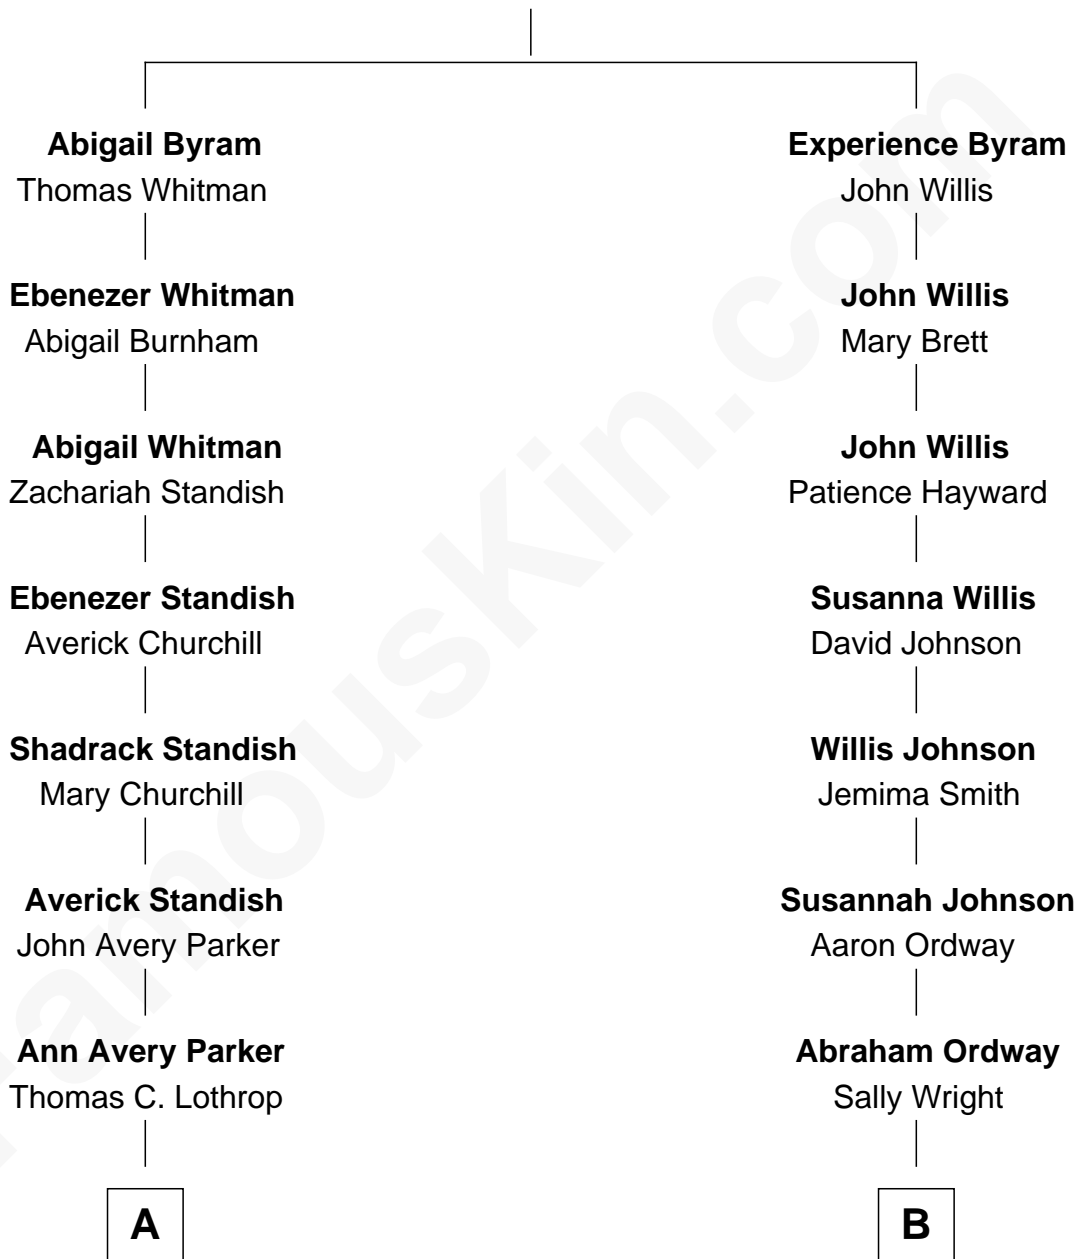 Abigail Byram
Thomas Whitman
Ebenezer Whitman
Abigail Burnham
Abigail Whitman
Zachariah Standish
Ebenezer Standish
Averick Churchill
Shadrack Standish
Mary Churchill
Averick Standish
John Avery Parker
Ann Avery Parker
Thomas C. Lothrop
A
Experience Byram
John Willis
John Willis
Mary Brett
John Willis
Patience Hayward
Susanna Willis
David Johnson
Willis Johnson
Jemima Smith
Susannah Johnson
Aaron Ordway
Abraham Ordway
Sally Wright
B
FamousKin.com